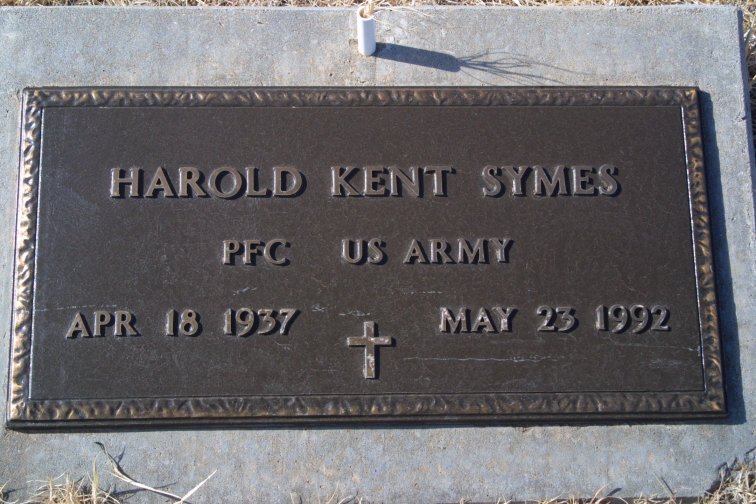 HAROLD KENT SYMES
PFC US ARMY
APR 18 1937 MAY 23 1992